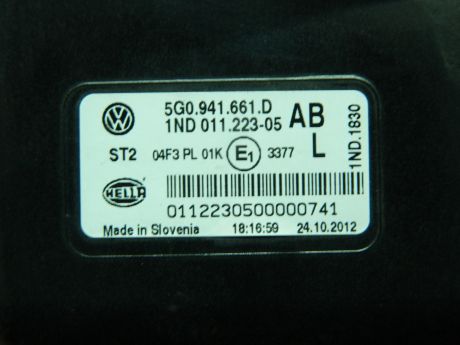 5G0.941.661.D
1ND 011.223-05
AB
L
1ND.1830
ST2 04F3 PL 01K E1 3377
HELLA
0112230500000741
Made in Slovenia 18:16:59 24.10.2012